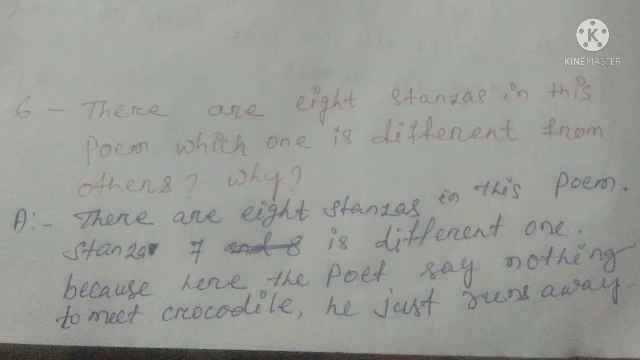 KINEMASTER
6 - There are eight stanzas in this
Poem which one is different from
others? Why?
A:- There are eight stanzas in this Poem.
Stanza 7 and 8 is different one.
because here the Poet say nothing
to meet crocodile, he just runs away.